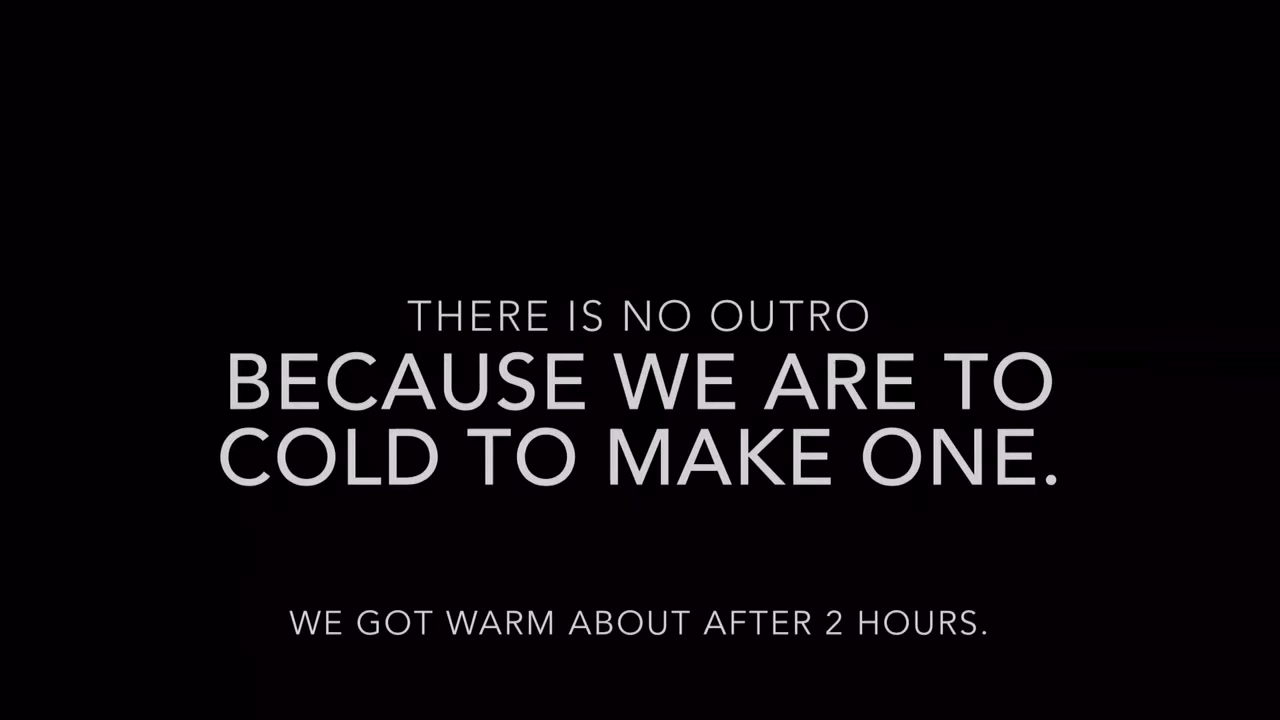 THERE IS NO OUTRO
BECAUSE WE ARE TO
COLD TO MAKE ONE.
WE GOT WARM ABOUT AFTER 2 HOURS.